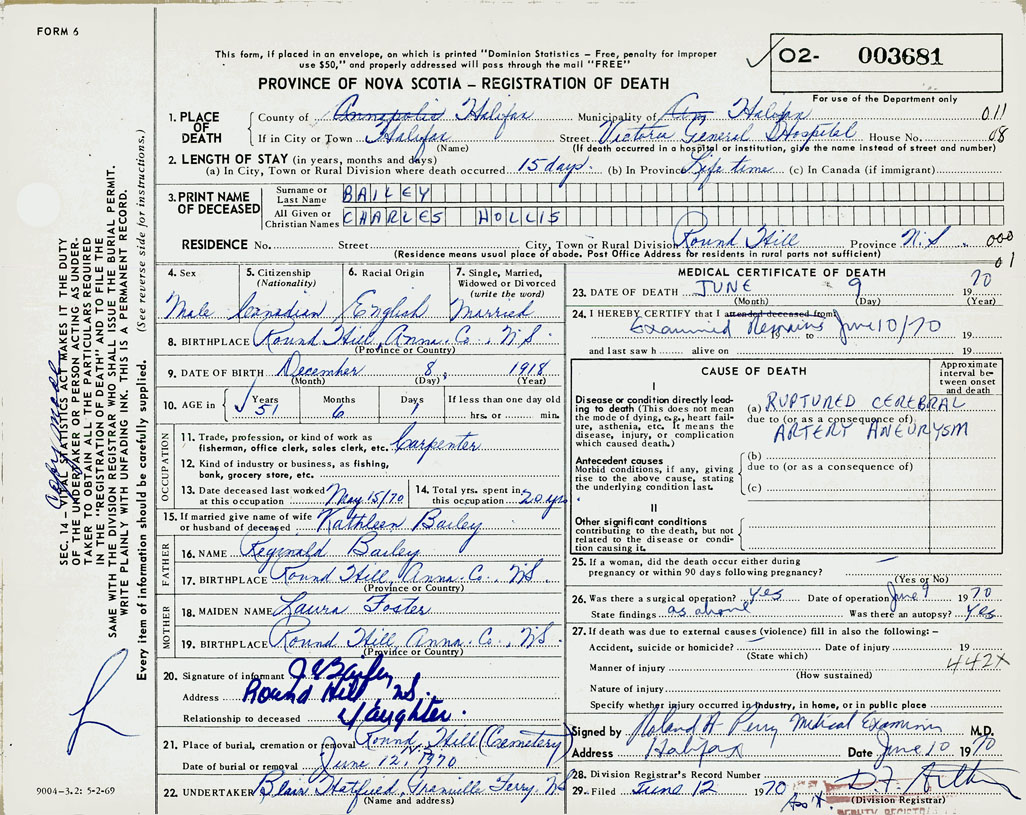 FORM 6
This form, if placed in an envelope, on which is printed "Dominion Statistics – Free, penalty for improper
use $50," and properly addressed will pass through the mail "FREE"
PROVINCE OF NOVA SCOTIA – REGISTRATION OF DEATH
O2- 003681
For use of the Department only
1. PLACE OF DEATH
County of Annapolis Halifax Municipality of City Halifax 011
If in City or Town Halifax Street Victoria General Hospital House No. 08
(Name) (If death occurred in a hospital or institution, give the name instead of street and number)
2. LENGTH OF STAY (in years, months and days)
(a) In City, Town or Rural Division where death occurred 15 days. (b) In Province Life time (c) In Canada (if immigrant)
3. PRINT NAME OF DECEASED
Surname or Last Name BAILEY
All Given or Christian Names CHARLES HOLLIS
RESIDENCE No. Street City, Town or Rural Division Round Hill Province N.S. 000
(Residence means usual place of abode. Post Office Address for residents in rural parts not sufficient) 01
4. Sex
Male
5. Citizenship (Nationality)
Canadian
6. Racial Origin
English
7. Single, Married, Widowed or Divorced (write the word)
Married
8. BIRTHPLACE Round Hill, Anna. Co., N.S
(Province or Country)
9. DATE OF BIRTH December 8, 1918
(Month) (Day) (Year)
10. AGE in Years Months Days If less than one day old
51 6 1 hrs. or min.
OCCUPATION
11. Trade, profession, or kind of work as
fisherman, office clerk, sales clerk, etc. Carpenter
12. Kind of industry or business, as fishing,
bank, grocery store, etc.
13. Date deceased last worked at this occupation May 15/70
14. Total yrs. spent in this occupation 20 yrs.
15. If married give name of wife
or husband of deceased Kathleen Bailey
FATHER
16. NAME Reginald Bailey
17. BIRTHPLACE Round Hill, Anna Co., N.S.
(Province or Country)
MOTHER
18. MAIDEN NAME Laura Foster
19. BIRTHPLACE Round Hill, Anna. Co., N.S.
(Province or Country)
20. Signature of informant
Address Round Hill, N.S.
Relationship to deceased daughter.
21. Place of burial, cremation or removal Round Hill (Cemetery)
N.S.
Date of burial or removal June 12, 1970
22. UNDERTAKER Blair Hatfield, Granville Ferry, N.S
(Name and address)
MEDICAL CERTIFICATE OF DEATH
23. DATE OF DEATH JUNE 9 19 70
(Month) (Day) (Year)
24. I HEREBY CERTIFY that I attended deceased from:
Examined Remains June 10/70
19 to 19
and last saw h alive on 19
CAUSE OF DEATH
Approximate interval between onset and death
I
Disease or condition directly leading to death (This does not mean the mode of dying, e.g., heart failure, asthenia, etc. It means the disease, injury, or complication which caused death.)
(a) RUPTURED CEREBRAL
due to (or as a consequence of)
ARTERY ANEURYSM
Antecedent causes
Morbid conditions, if any, giving rise to the above cause, stating the underlying condition last.
(b)
due to (or as a consequence of)
(c)
II
Other significant conditions
contributing to the death, but not related to the disease or condition causing it.
25. If a woman, did the death occur either during
pregnancy or within 90 days following pregnancy? —
(Yes or No)
26. Was there a surgical operation? yes Date of operation June 9 19 70
State findings as above Was there an autopsy? Yes
27. If death was due to external causes (violence) fill in also the following: –
Accident, suicide or homicide? — Date of injury 19
(State which) 442X
Manner of injury
(How sustained)
Nature of injury
Specify whether injury occurred in Industry, in home, or in public place
Signed by Roland H Perry Medical Examiner M.D.
Address Halifax Date June 10 19 70
28. Division Registrar's Record Number
29. Filed June 12 1970
(Division Registrar)
DEPUTY REGISTRAR
SEC. 14 – VITAL STATISTICS ACT MAKES IT THE DUTY
OF THE UNDERTAKER OR PERSON ACTING AS UNDER-
TAKER TO OBTAIN ALL THE PARTICULARS REQUIRED
IN THE "REGISTRATION OF DEATH" AND TO FILE THE
SAME WITH THE DIVISION REGISTRAR WHO SHALL ISSUE THE BURIAL PERMIT.
WRITE PLAINLY WITH UNFADING INK. THIS IS A PERMANENT RECORD.
Every item of information should be carefully supplied. (See reverse side for instructions.)
9004-3.2: 5-2-69